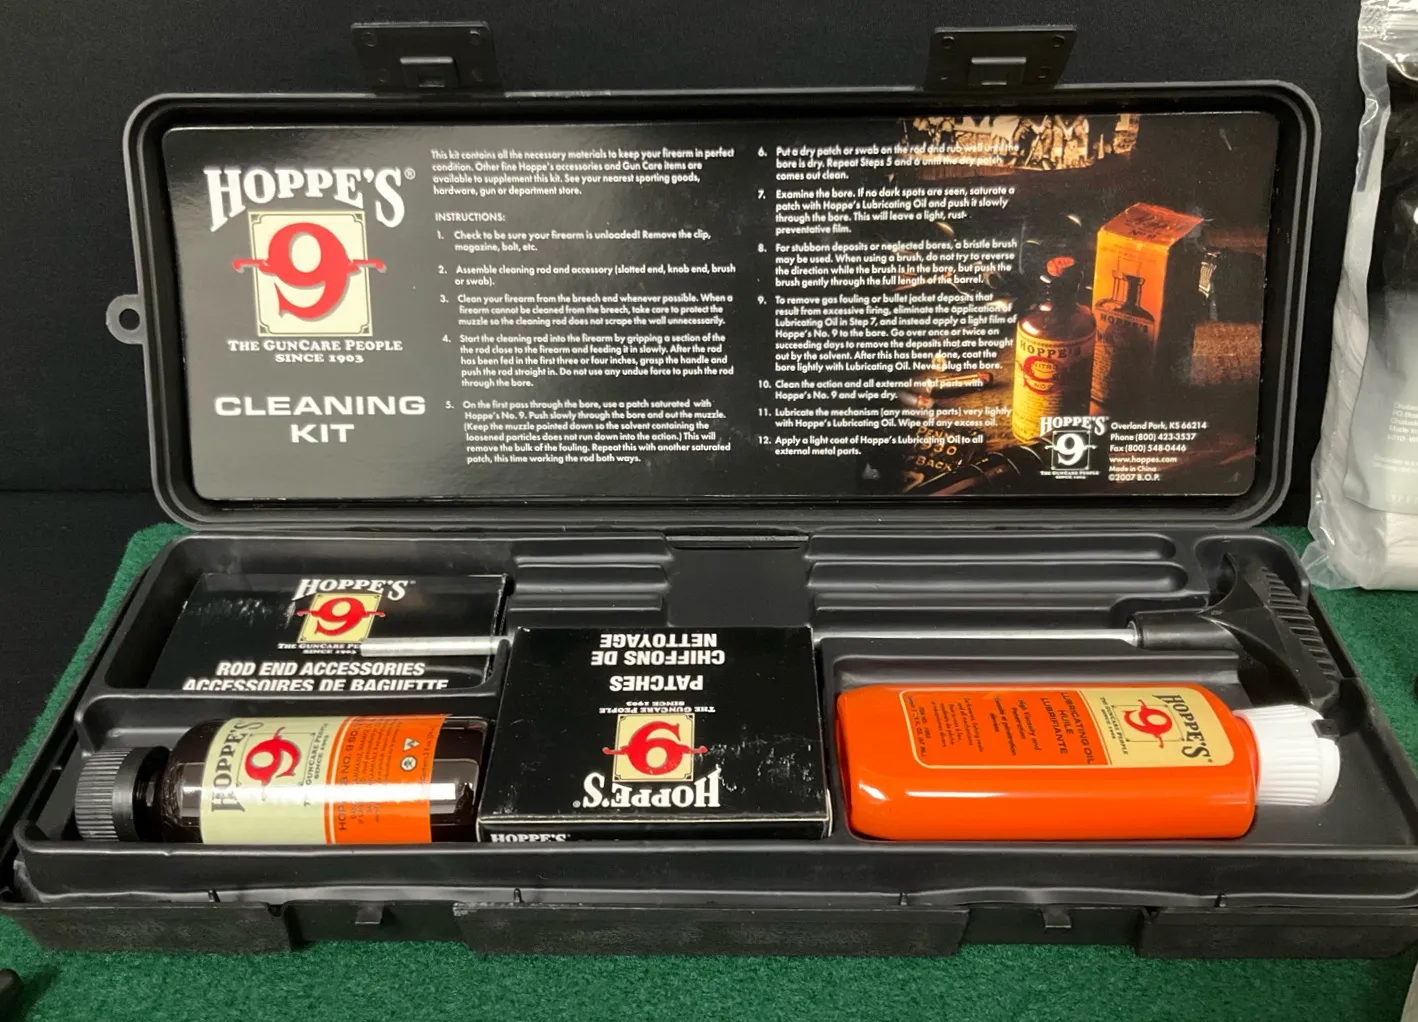 HOPPE'S®
9
THE GUNCARE PEOPLE
SINCE 1903
CLEANING
KIT
This kit contains all the necessary materials to keep your firearm in perfect
condition. Other fine Hoppe's accessories and Gun Care items are
available to supplement this kit. See your nearest sporting goods,
hardware, gun or department store.
INSTRUCTIONS:
1. Check to be sure your firearm is unloaded! Remove the clip,
magazine, bolt, etc.
2. Assemble cleaning rod and accessory (slotted end, knob end, brush
or swab).
3. Clean your firearm from the breech end whenever possible. When a
firearm cannot be cleaned from the breech, take care to protect the
muzzle so the cleaning rod does not scrape the wall unnecessarily.
4. Start the cleaning rod into the firearm by gripping a section of the
the rod close to the firearm and feeding it in slowly. After the rod
has been fed in the first three or four inches, grasp the handle and
push the rod straight in. Do not use any undue force to push the rod
through the bore.
5. On the first pass through the bore, use a patch saturated with
Hoppe's No. 9. Push slowly through the bore and out the muzzle.
(Keep the muzzle pointed down so the solvent containing the
loosened particles does not run down into the action.) This will
remove the bulk of the fouling. Repeat this with another saturated
patch, this time working the rod both ways.
6. Put a dry patch or swab on the rod and rub well until the
bore is dry. Repeat Steps 5 and 6 until the dry patch
comes out clean.
7. Examine the bore. If no dark spots are seen, saturate a
patch with Hoppe's Lubricating Oil and push it slowly
through the bore. This will leave a light, rust-
preventative film.
8. For stubborn deposits or neglected bores, a bristle brush
may be used. When using a brush, do not try to reverse
the direction while the brush is in the bore, but push the
brush gently through the full length of the barrel.
9. To remove gas fouling or bullet jacket deposits that
result from excessive firing, eliminate the application of
Lubricating Oil in Step 7, and instead apply a light film of
Hoppe's No. 9 to the bore. Go over once or twice on
succeeding days to remove the deposits that are brought
out by the solvent. After this has been done, coat the
bore lightly with Lubricating Oil. Never plug the bore.
10. Clean the action and all external metal parts with
Hoppe's No. 9 and wipe dry.
11. Lubricate the mechanism (any moving parts) very lightly
with Hoppe's Lubricating Oil. Wipe off any excess oil.
12. Apply a light coat of Hoppe's Lubricating Oil to all
external metal parts.
HOPPE'S
HOPPE'S
HOPPE'S
9
THE GUNCARE PEOPLE
SINCE 1903
Overland Park, KS 66214
Phone (800) 423-3537
Fax (800) 548-0446
www.hoppes.com
Made in China
©2007 B.O.P.
HOPPE'S
9
THE GUNCARE PE
SINCE 1903
ROD END ACCESSORIES
ACCESSOIRES DE BAGUETTE
HOPPE'S®
9
THE GUNCARE PEOPLE
SINCE 1903
PATCHES
CHIFFONS DE
NETTOYAGE
HOPPE'S
HOPPE'S
9
HOPPE'S
9
THE GUNCARE PEOPLE
LUBRICATING OIL
HUILE
LUBRIFIANTE